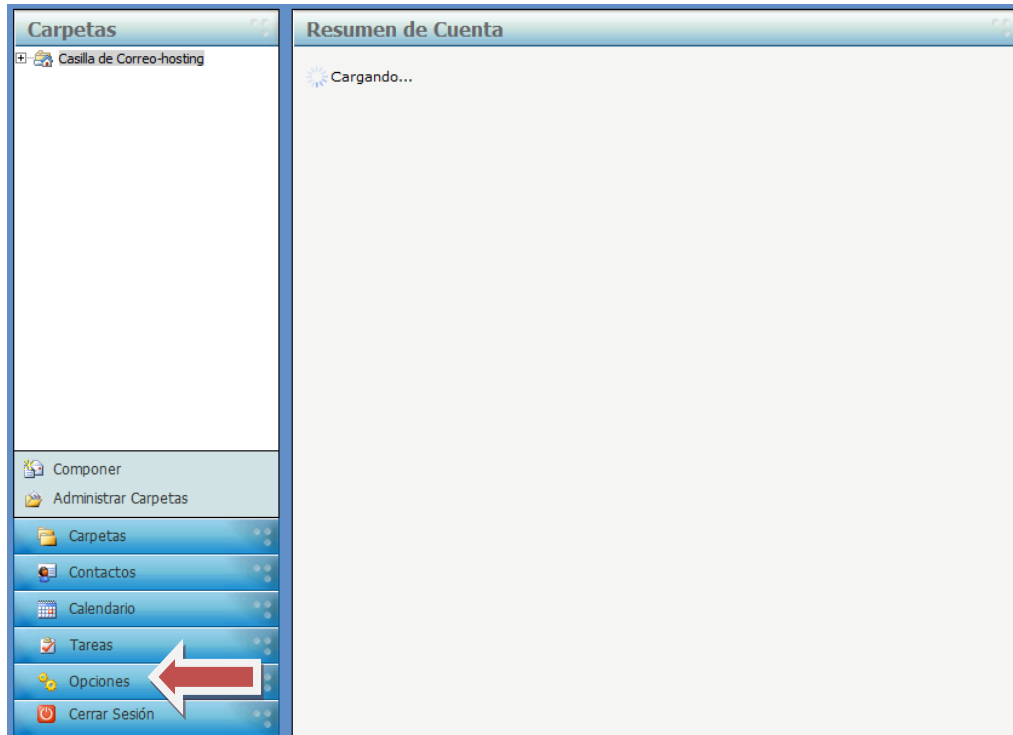 Carpetas
Casilla de Correo-hosting
Componer
Administrar Carpetas
Carpetas
Contactos
Calendario
Tareas
Opciones
Cerrar Sesión
Resumen de Cuenta
Cargando...